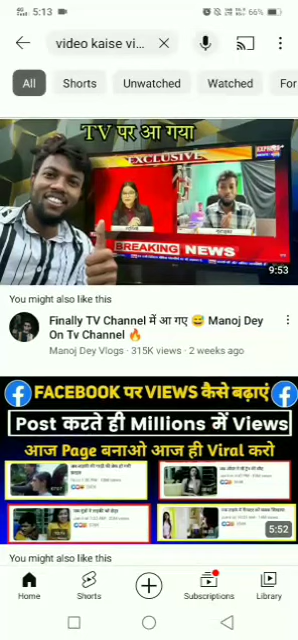 5:13
66%
video kaise vi...
All
Shorts
Unwatched
Watched
For
TV पर आ गया
EXCLUSIVE
BREAKING NEWS
9:53
You might also like this
Finally TV Channel में आ गए 😅 Manoj Dey
On Tv Channel 🔥
Manoj Dey Vlogs · 315K views · 2 weeks ago
FACEBOOK पर VIEWS कैसे बढ़ाएं
Post करते ही Millions में Views
आज Page बनाओ आज ही Viral करो
5:52
You might also like this
Home
Shorts
Subscriptions
Library